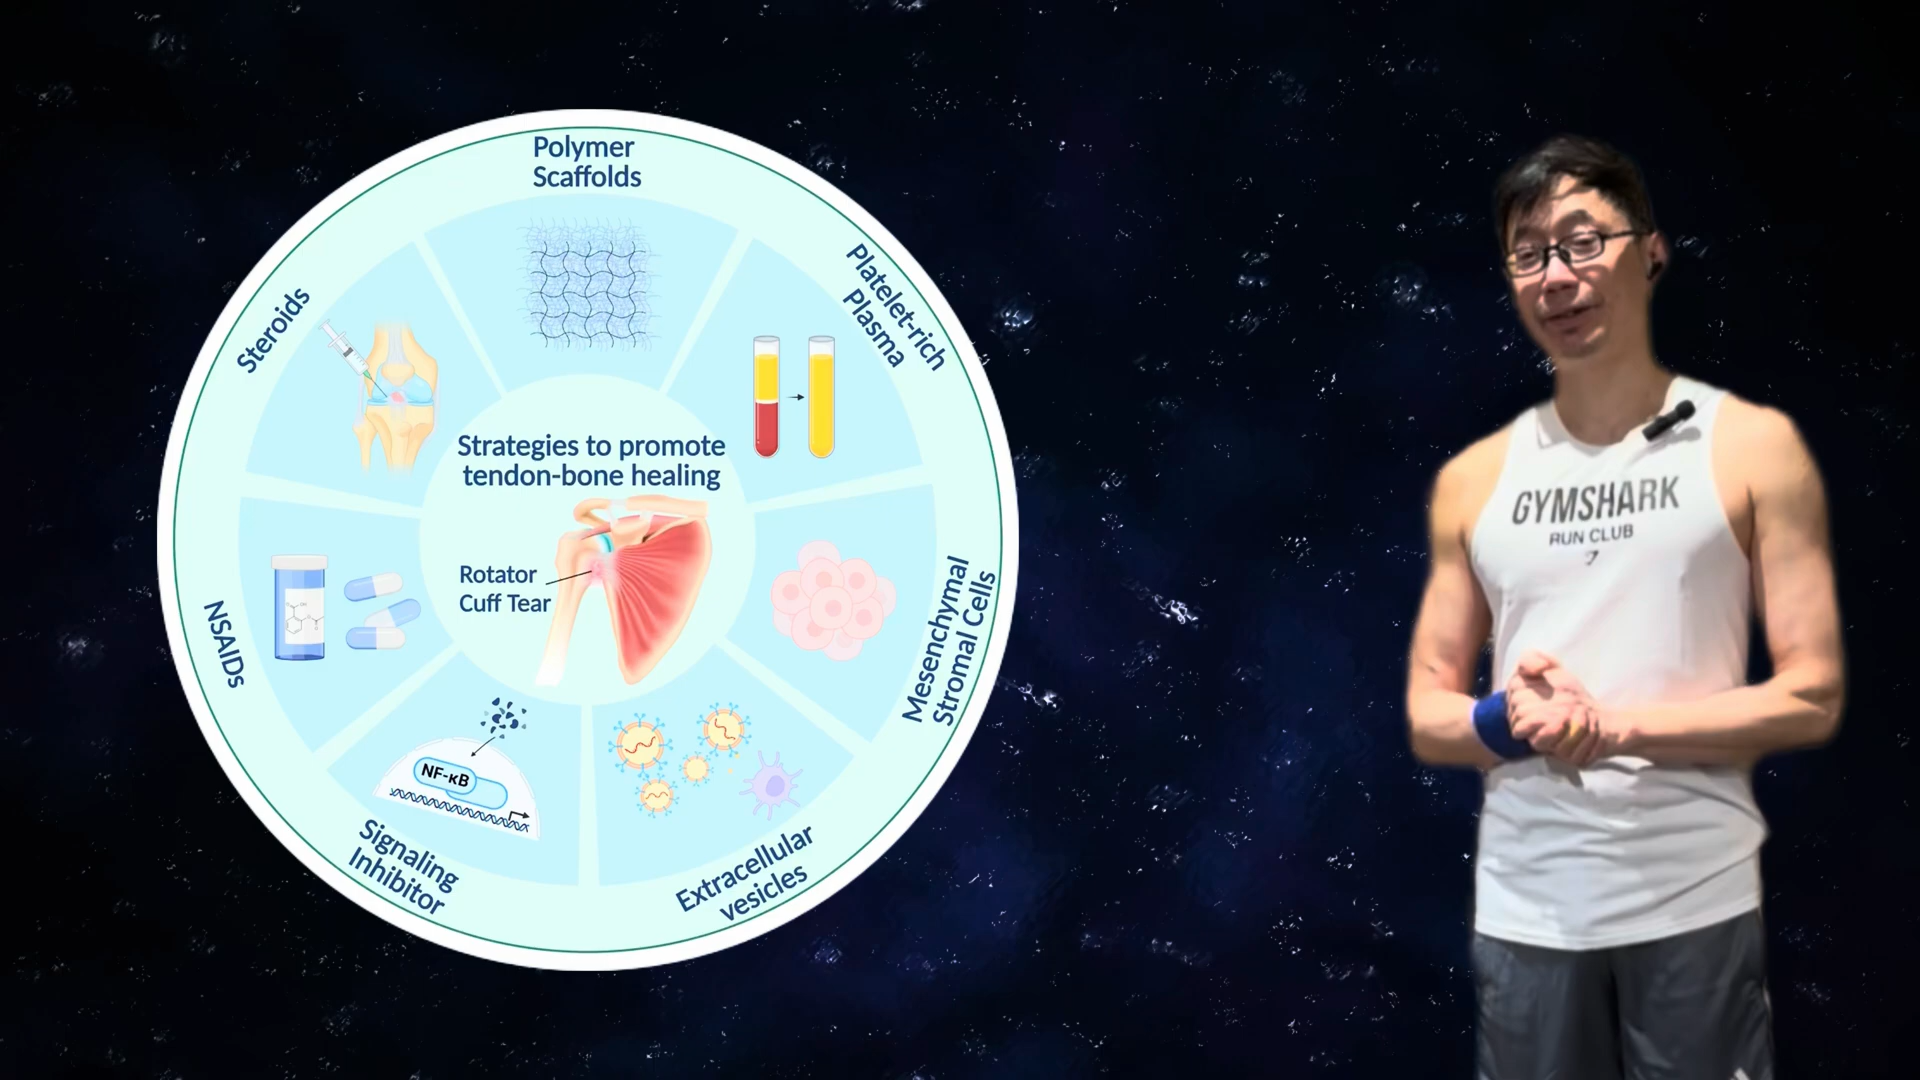 Polymer
Scaffolds
Platelet-rich
Plasma
Mesenchymal
Stromal Cells
Extracellular
vesicles
Signaling
Inhibitor
NSAIDs
Steroids
Strategies to promote
tendon-bone healing
Rotator
Cuff Tear
NF-κB
GYMSHARK
RUN CLUB